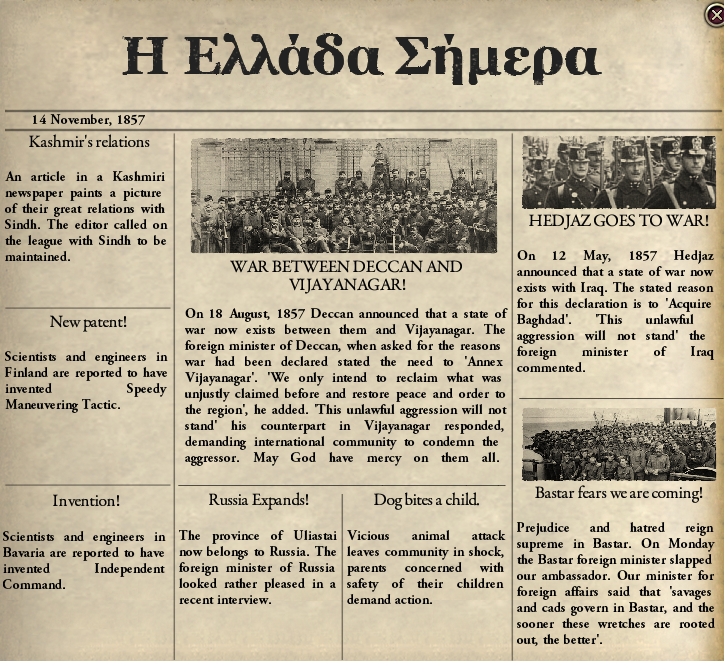 Η Ελλάδα Σήμερα
14 November, 1857
Kashmir's relations
An article in a Kashmiri
newspaper paints a picture
of their great relations with
Sindh. The editor called on
the league with Sindh to be
maintained.
New patent!
Scientists and engineers in
Finland are reported to have
invented Speedy
Maneuvering Tactic.
Invention!
Scientists and engineers in
Bavaria are reported to have
invented Independent
Command.
WAR BETWEEN DECCAN AND
VIJAYANAGAR!
On 18 August, 1857 Deccan announced that a state of
war now exists between them and Vijayanagar. The
foreign minister of Deccan, when asked for the reasons
war had been declared stated the need to 'Annex
Vijayanagar'. 'We only intend to reclaim what was
unjustly claimed before and restore peace and order to
the region', he added. 'This unlawful aggression will not
stand' his counterpart in Vijayanagar responded,
demanding international community to condemn the
aggressor. May God have mercy on them all.
Russia Expands!
The province of Uliastai
now belongs to Russia. The
foreign minister of Russia
looked rather pleased in a
recent interview.
Dog bites a child.
Vicious animal attack
leaves community in shock,
parents concerned with
safety of their children
demand action.
HEDJAZ GOES TO WAR!
On 12 May, 1857 Hedjaz
announced that a state of war now
exists with Iraq. The stated reason
for this declaration is to 'Acquire
Baghdad'. 'This unlawful
aggression will not stand' the
foreign minister of Iraq
commented.
Bastar fears we are coming!
Prejudice and hatred reign
supreme in Bastar. On Monday
the Bastar foreign minister slapped
our ambassador. Our minister for
foreign affairs said that 'savages
and cads govern in Bastar, and the
sooner these wretches are rooted
out, the better'.